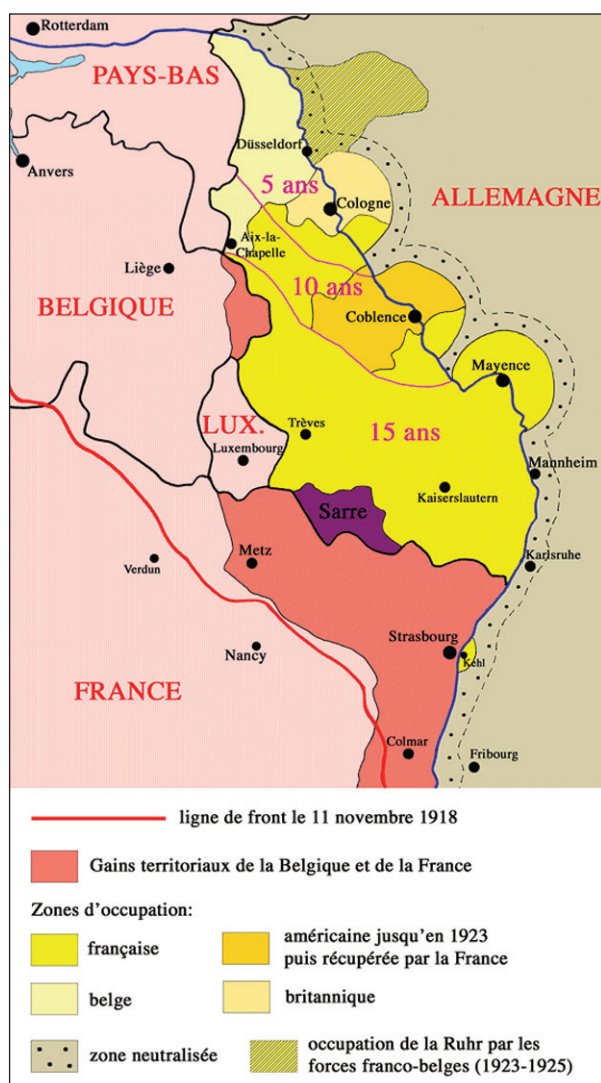 Rotterdam
PAYS-BAS
Anvers
Düsseldorf
5 ans
Cologne
ALLEMAGNE
Aix-la-
Chapelle
Liège
10 ans
BELGIQUE
Coblence
Mayence
LUX.
Trèves
15 ans
Luxembourg
Mannheim
Kaiserslautern
Sarre
Metz
Verdun
Karlsruhe
Strasbourg
Nancy
Kehl
FRANCE
Colmar
Fribourg
ligne de front le 11 novembre 1918
Gains territoriaux de la Belgique et de la France
Zones d'occupation:
française
américaine jusqu'en 1923
puis récupérée par la France
belge
britannique
zone neutralisée
occupation de la Ruhr par les
forces franco-belges (1923-1925)